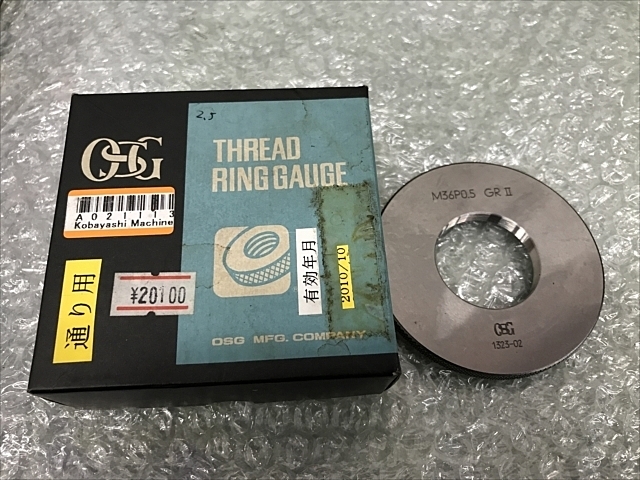 2.5
OSG
THREAD
RING GAUGE
A021113
Kobayashi Machine
通り用
¥20100
有効年月
2010/10
OSG MFG. COMPANY
M36P0.5 GR II
OSG
1323-02